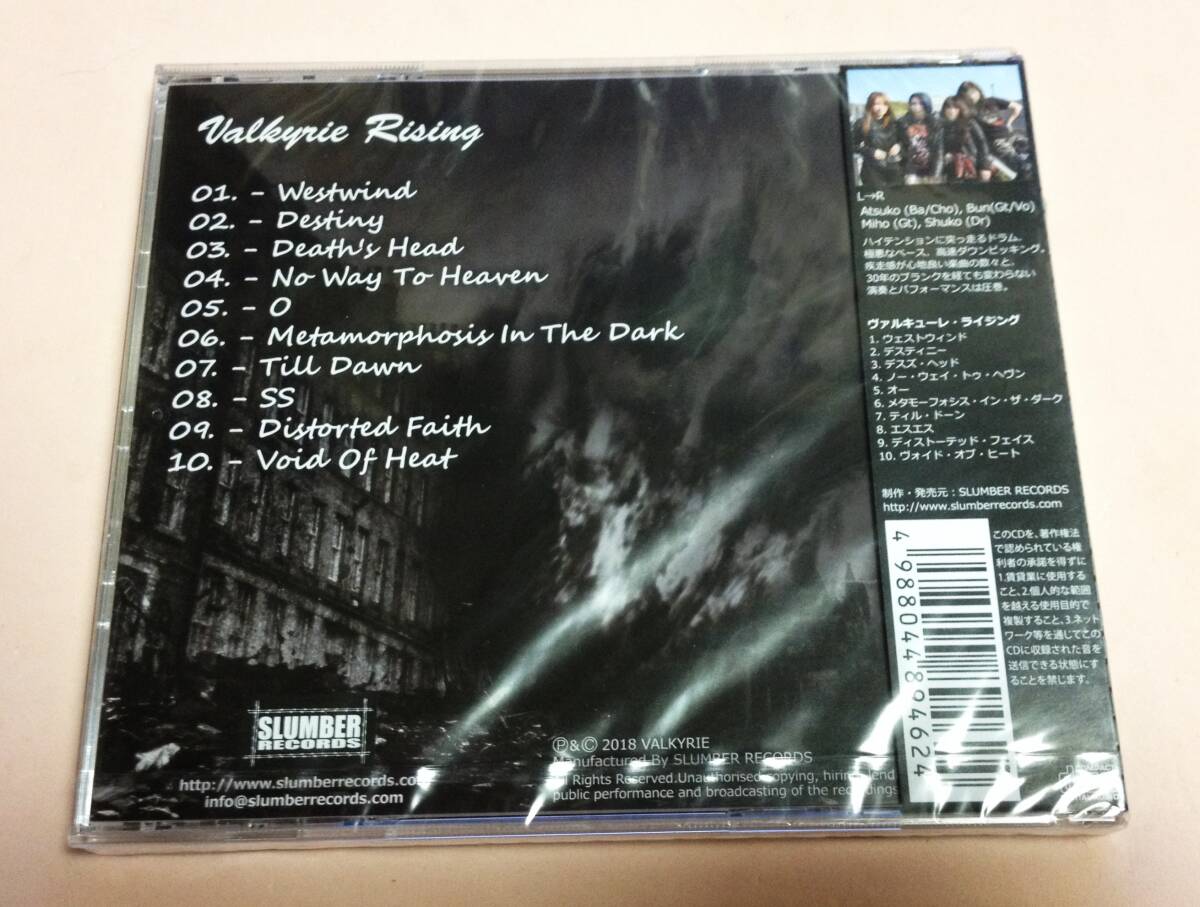 Valkyrie Rising
01. - Westwind
02. - Destiny
03. - Death's Head
04. - No Way To Heaven
05. - O
06. - Metamorphosis In The Dark
07. - Till Dawn
08. - SS
09. - Distorted Faith
10. - Void Of Heat
SLUMBER
RECORDS
http://www.slumberrecords.co
info@slumberrecords.com
Ⓟ&© 2018 VALKYRIE
Manufactured By SLUMBER RECORDS
All Rights Reserved.Unauthorised copying, hiring, lend
public performance and broadcasting of the recordings
L→R
Atsuko (Ba/Cho), Bun(Gt/Vo)
Miho (Gt), Shuko (Dr)
ハイテンションに突っ走るドラム。
極悪なベース、高速ダウンピッキング。
疾走感が心地良い楽曲の数々と、
30年のブランクを経ても変わらない
演奏とパフォーマンスは圧巻。
ヴァルキューレ・ライジング
1. ウェストウィンド
2. デスティニー
3. デスズ・ヘッド
4. ノー・ウェイ・トゥ・ヘヴン
5. オー
6. メタモーフォシス・イン・ザ・ダーク
7. ティル・ドーン
8. エスエス
9. ディストーテッド・フェイス
10. ヴォイド・オブ・ヒート
制作・発売元 : SLUMBER RECORDS
http://www.slumberrecords.com
4 988044 894624
このCDを、著作権法
で認められている権
利者の承諾を得ずに
1.賃貸業に使用する
こと、2.個人的な範囲
を越える使用目的で
複製すること、3.ネット
ワーク等を通じてこの
CDに収録された音を
送信できる状態にす
ることを禁じます。